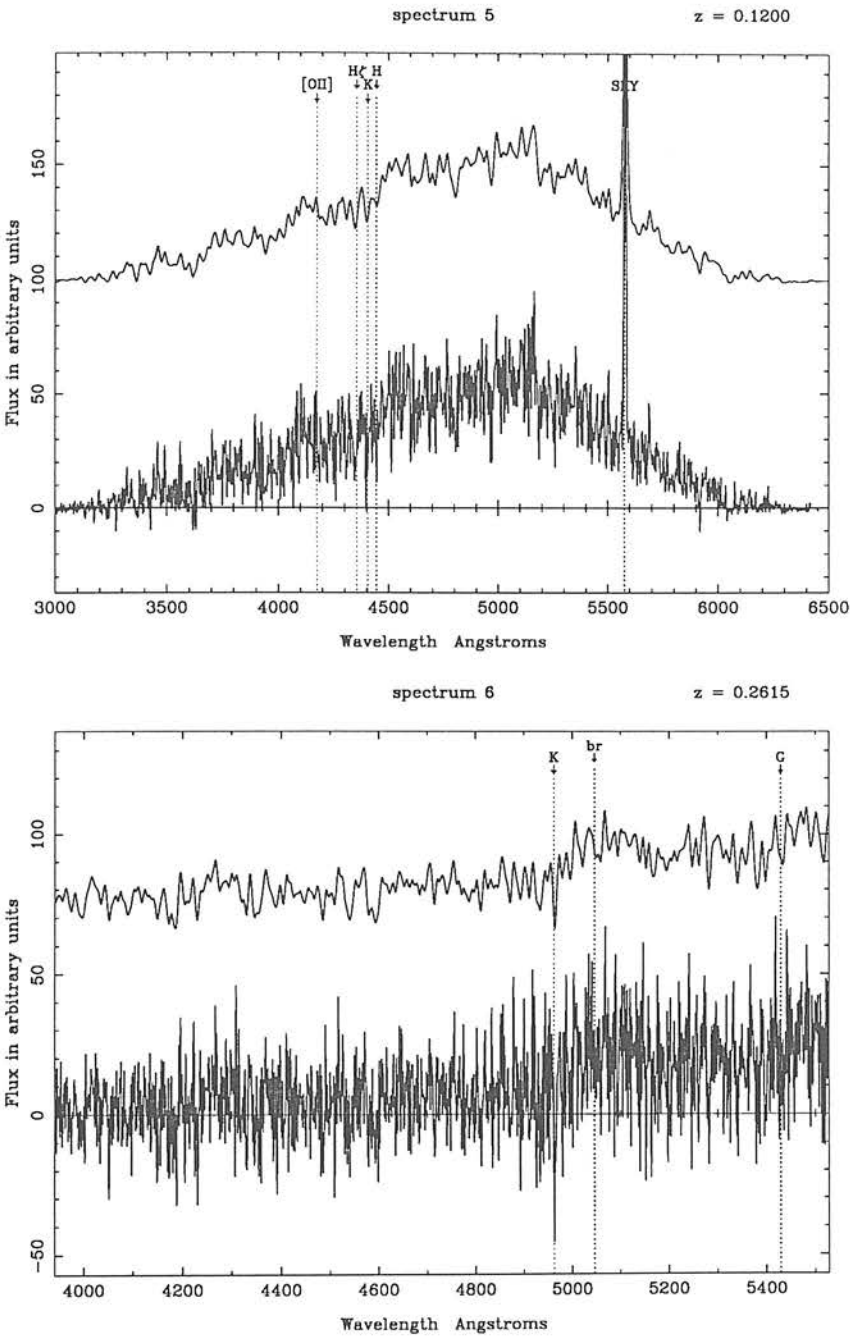 spectrum 5 z = 0.1200
[OII] Hζ K H SKY
150
100
50
0
Flux in arbitrary units
3000 3500 4000 4500 5000 5500 6000 6500
Wavelength Angstroms
spectrum 6 z = 0.2615
K br G
100
50
0
−50
Flux in arbitrary units
4000 4200 4400 4600 4800 5000 5200 5400
Wavelength Angstroms